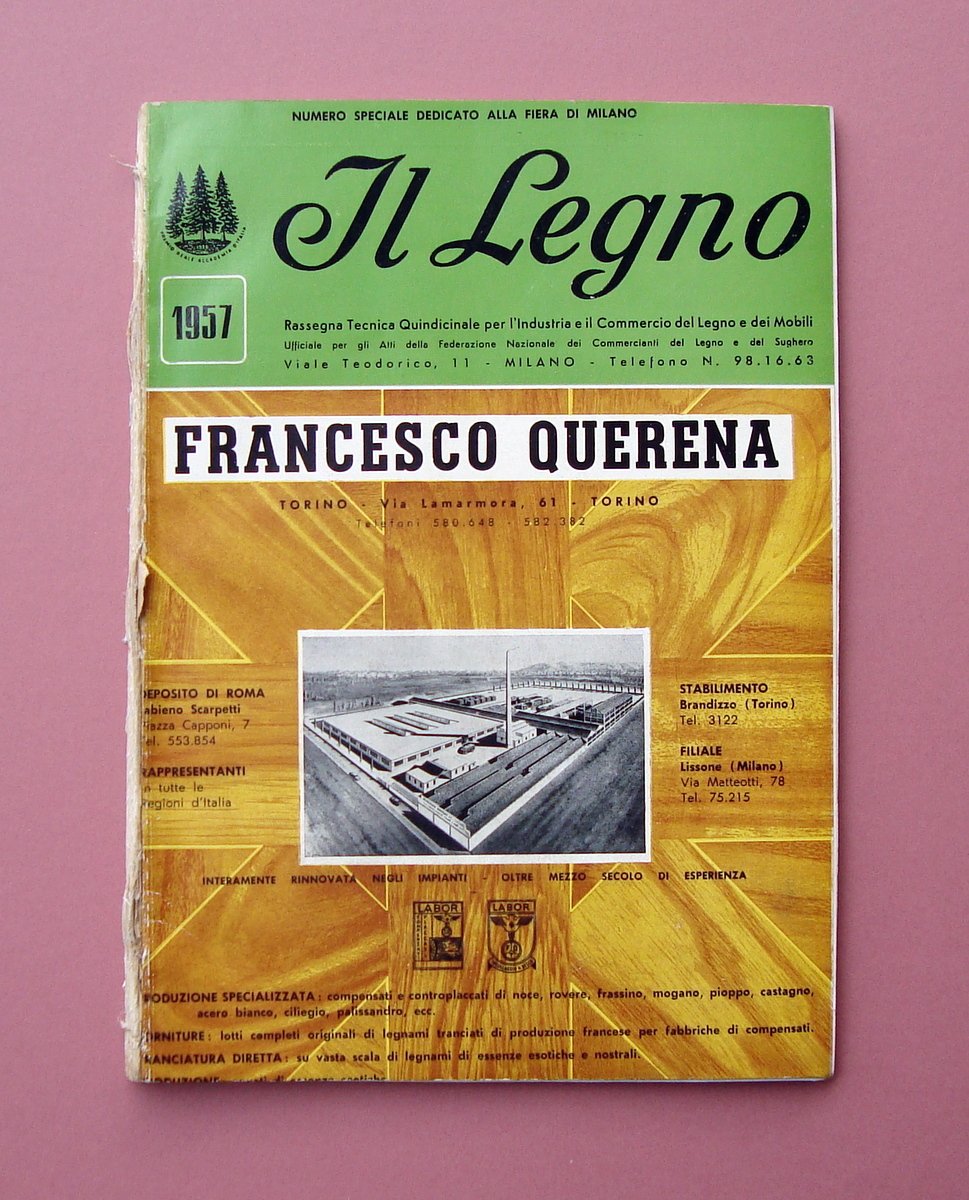 NUMERO SPECIALE DEDICATO ALLA FIERA DI MILANO
Il Legno
1957
Rassegna Tecnica Quindicinale per l'Industria e il Commercio del Legno e dei Mobili
Ufficiale per gli Atti della Federazione Nazionale dei Commercianti del Legno e del Sughero
Viale Teodorico, 11 - MILANO - Telefono N. 98.16.63
FRANCESCO QUERENA
TORINO - Via Lamarmora, 61 - TORINO
Telefoni 580.648 - 582.382
DEPOSITO DI ROMA
abieno Scarpetti
iazza Capponi, 7
el. 553.854
RAPPRESENTANTI
n tutte le
egioni d'Italia
STABILIMENTO
Brandizzo (Torino)
Tel. 3122
FILIALE
Lissone (Milano)
Via Matteotti, 78
Tel. 75.215
INTERAMENTE RINNOVATA NEGLI IMPIANTI - OLTRE MEZZO SECOLO DI ESPERIENZA
LABOR LABOR
RODUZIONE SPECIALIZZATA : compensati e controplaccati di noce, rovere, frassino, mogano, pioppo, castagno,
acero bianco, ciliegio, palissandro, ecc.
ORNITURE : lotti completi originali di legnami tranciati di produzione francese per fabbriche di compensati.
RANCIATURA DIRETTA : su vasta scala di legnami di essenze esotiche e nostrali.